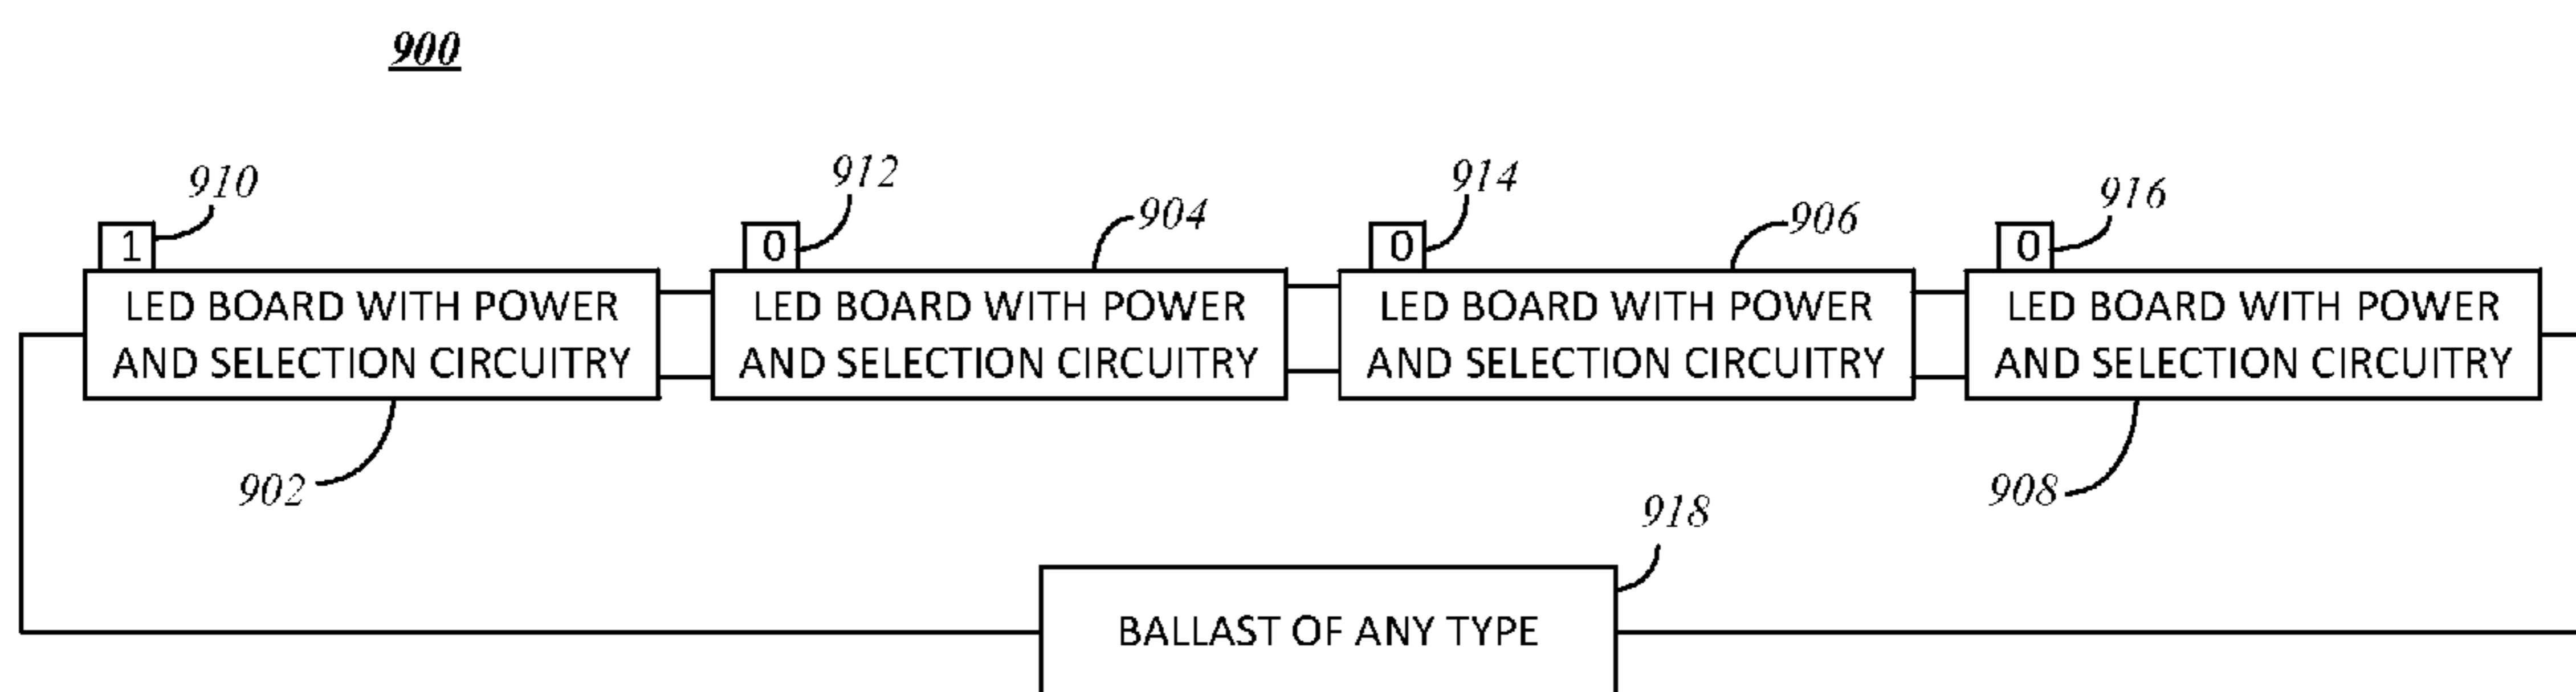 900
910
912
914
916
904
906
1
0
0
0
LED BOARD WITH POWER
AND SELECTION CIRCUITRY
LED BOARD WITH POWER
AND SELECTION CIRCUITRY
LED BOARD WITH POWER
AND SELECTION CIRCUITRY
LED BOARD WITH POWER
AND SELECTION CIRCUITRY
902
908
918
BALLAST OF ANY TYPE